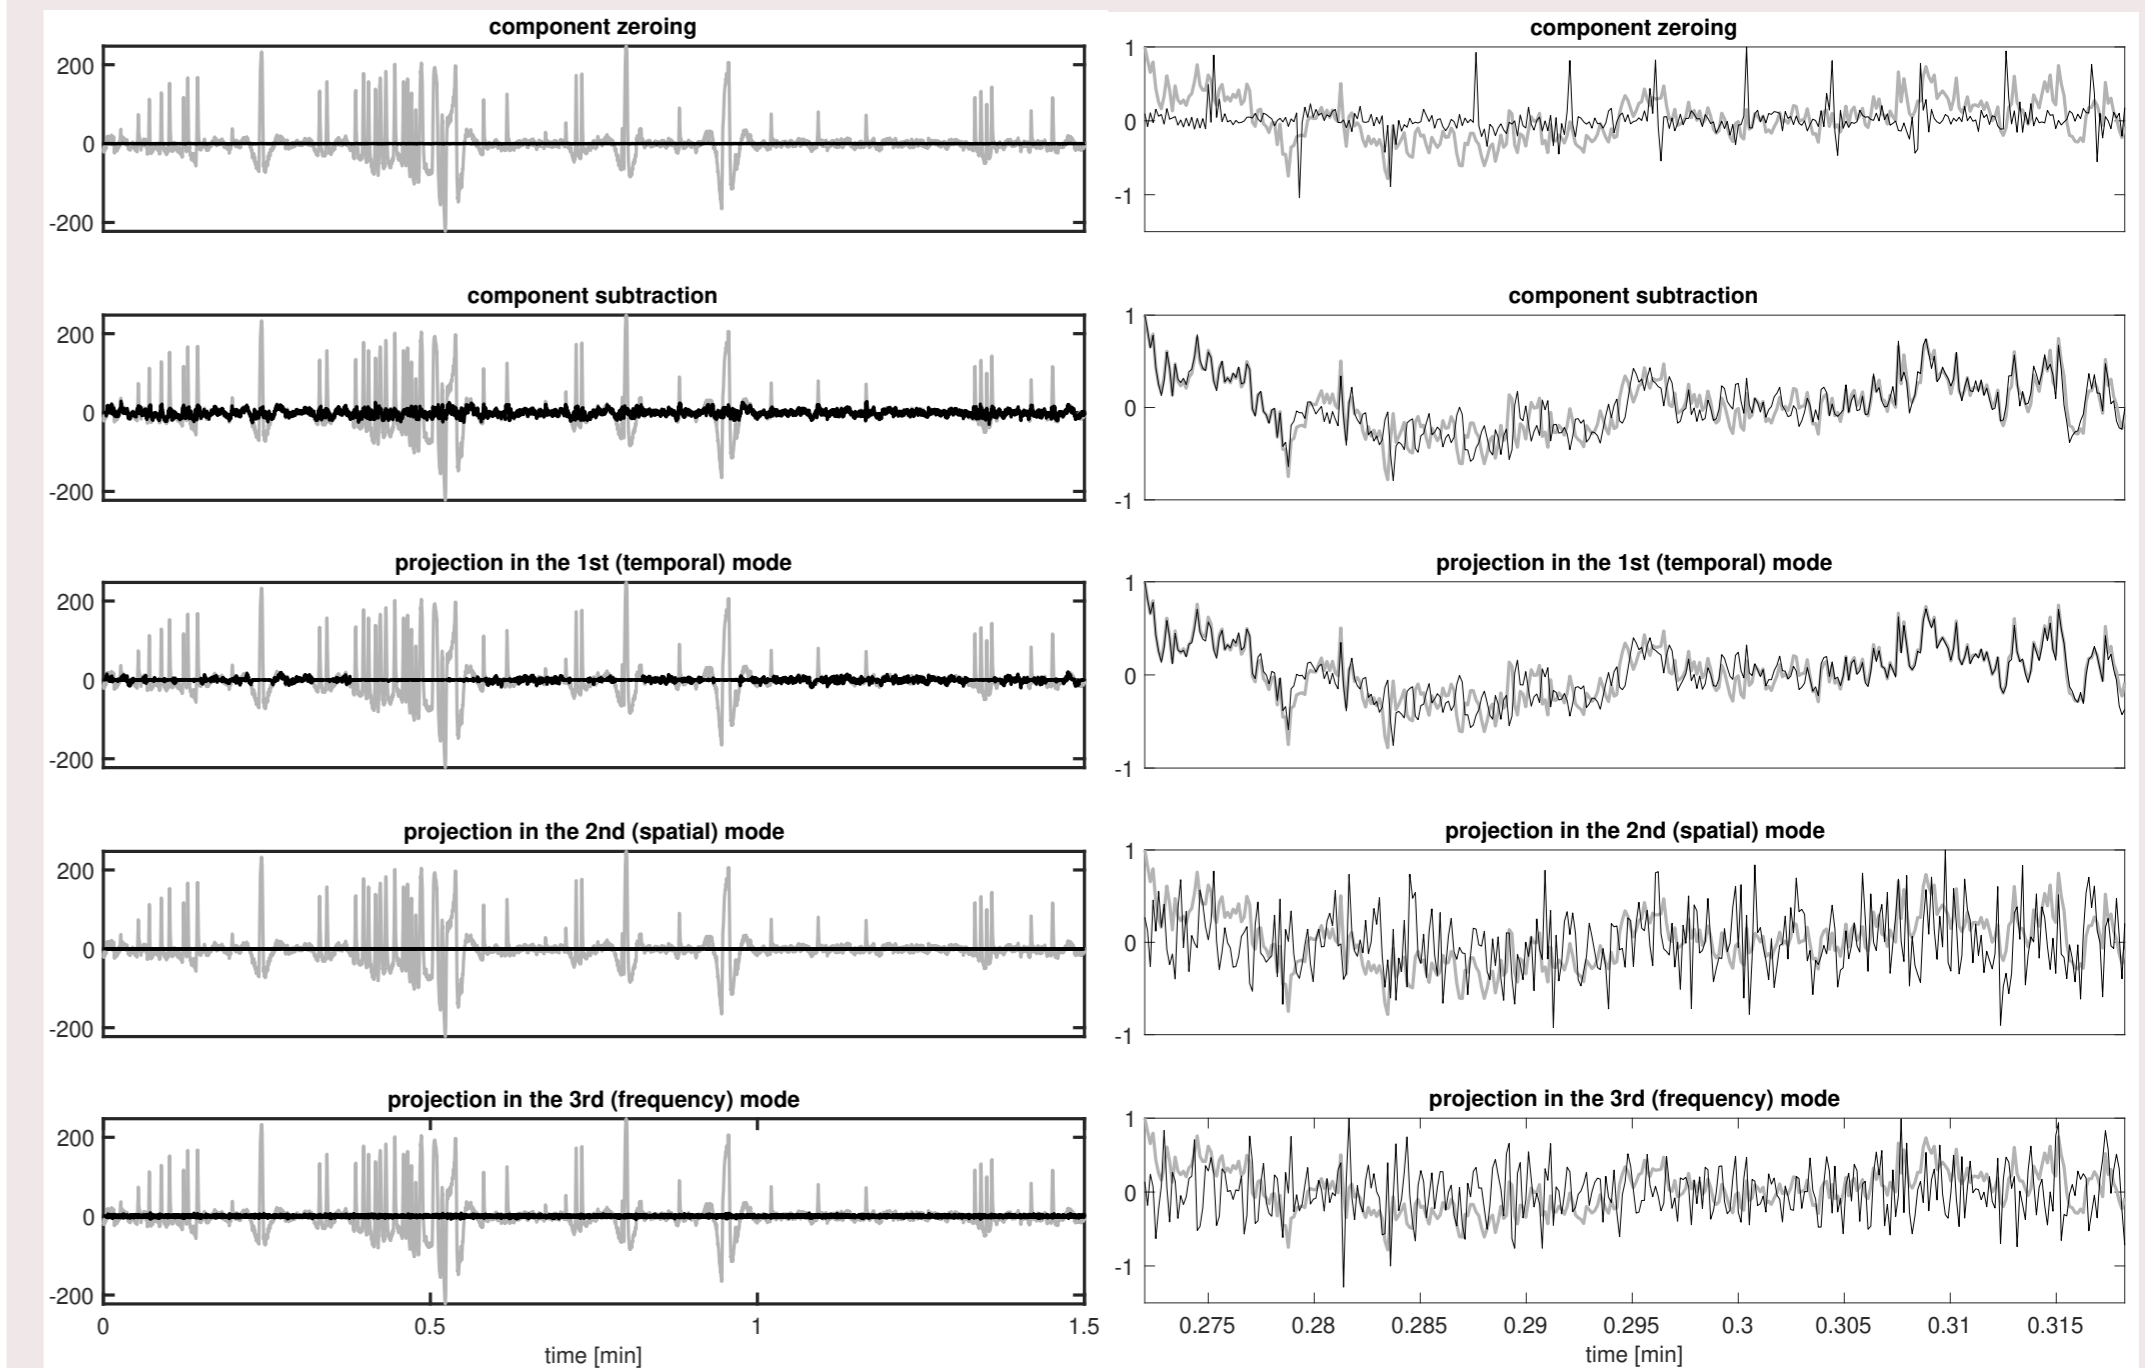 component zeroing
200
0
-200
component subtraction
200
0
-200
projection in the 1st (temporal) mode
200
0
-200
projection in the 2nd (spatial) mode
200
0
-200
projection in the 3rd (frequency) mode
200
0
-200
0 0.5 1 1.5
time [min]
component zeroing
1
0
-1
component subtraction
1
0
-1
projection in the 1st (temporal) mode
1
0
-1
projection in the 2nd (spatial) mode
1
0
-1
projection in the 3rd (frequency) mode
1
0
-1
0.275 0.28 0.285 0.29 0.295 0.3 0.305 0.31 0.315
time [min]